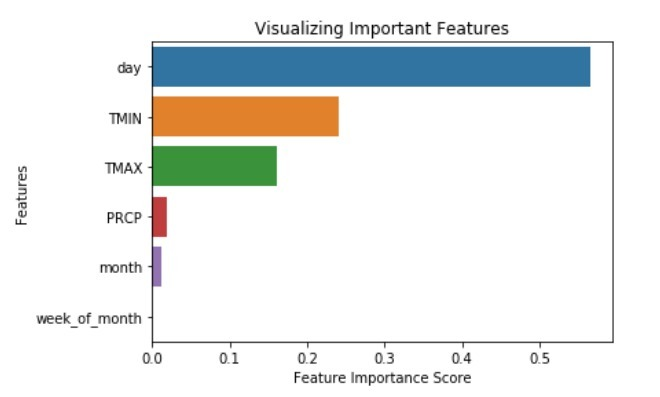 Visualizing Important Features
day
TMIN
TMAX
PRCP
month
week_of_month
Features
0.0 0.1 0.2 0.3 0.4 0.5
Feature Importance Score